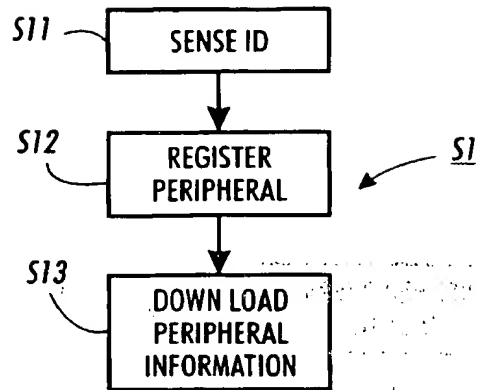 S11
SENSE ID
S12
REGISTER
PERIPHERAL
S1
S13
DOWN LOAD
PERIPHERAL
INFORMATION